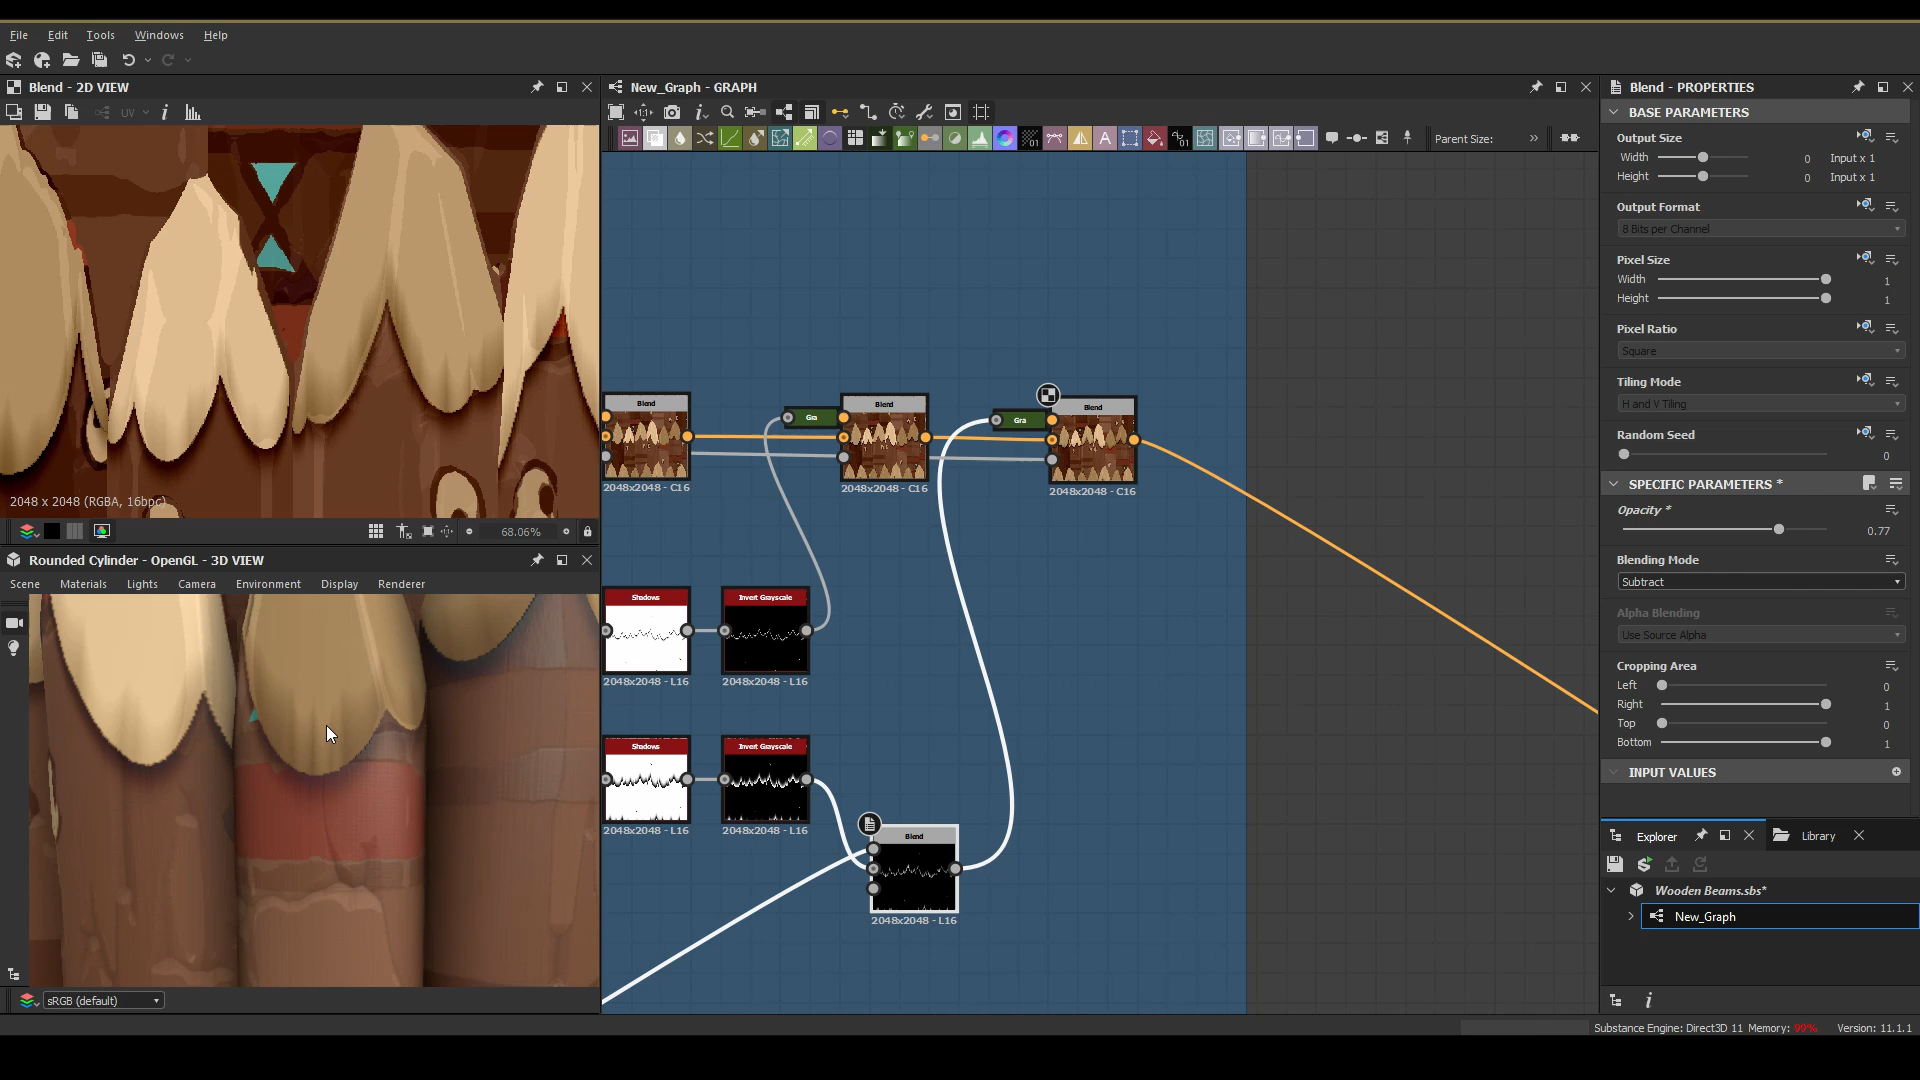 File Edit Tools Windows Help
Blend - 2D VIEW
UV
2048 x 2048 (RGBA, 16bpc)
68.06%
Rounded Cylinder - OpenGL - 3D VIEW
Scene Materials Lights Camera Environment Display Renderer
sRGB (default)
New_Graph - GRAPH
Parent Size:
Blend
2048x2048 - C16
Gra
Blend
2048x2048 - C16
Gra
Blend
2048x2048 - C16
Shadows
2048x2048 - L16
Invert Grayscale
2048x2048 - L16
Shadows
2048x2048 - L16
Invert Grayscale
2048x2048 - L16
Blend
2048x2048 - L16
Blend - PROPERTIES
BASE PARAMETERS
Output Size
Width 0 Input x 1
Height 0 Input x 1
Output Format
8 Bits per Channel
Pixel Size
Width 1
Height 1
Pixel Ratio
Square
Tiling Mode
H and V Tiling
Random Seed
0
SPECIFIC PARAMETERS *
Opacity *
0.77
Blending Mode
Subtract
Alpha Blending
Use Source Alpha
Cropping Area
Left 0
Right 1
Top 0
Bottom 1
INPUT VALUES
Explorer Library
Wooden Beams.sbs*
New_Graph
Substance Engine: Direct3D 11 Memory: 99% Version: 11.1.1